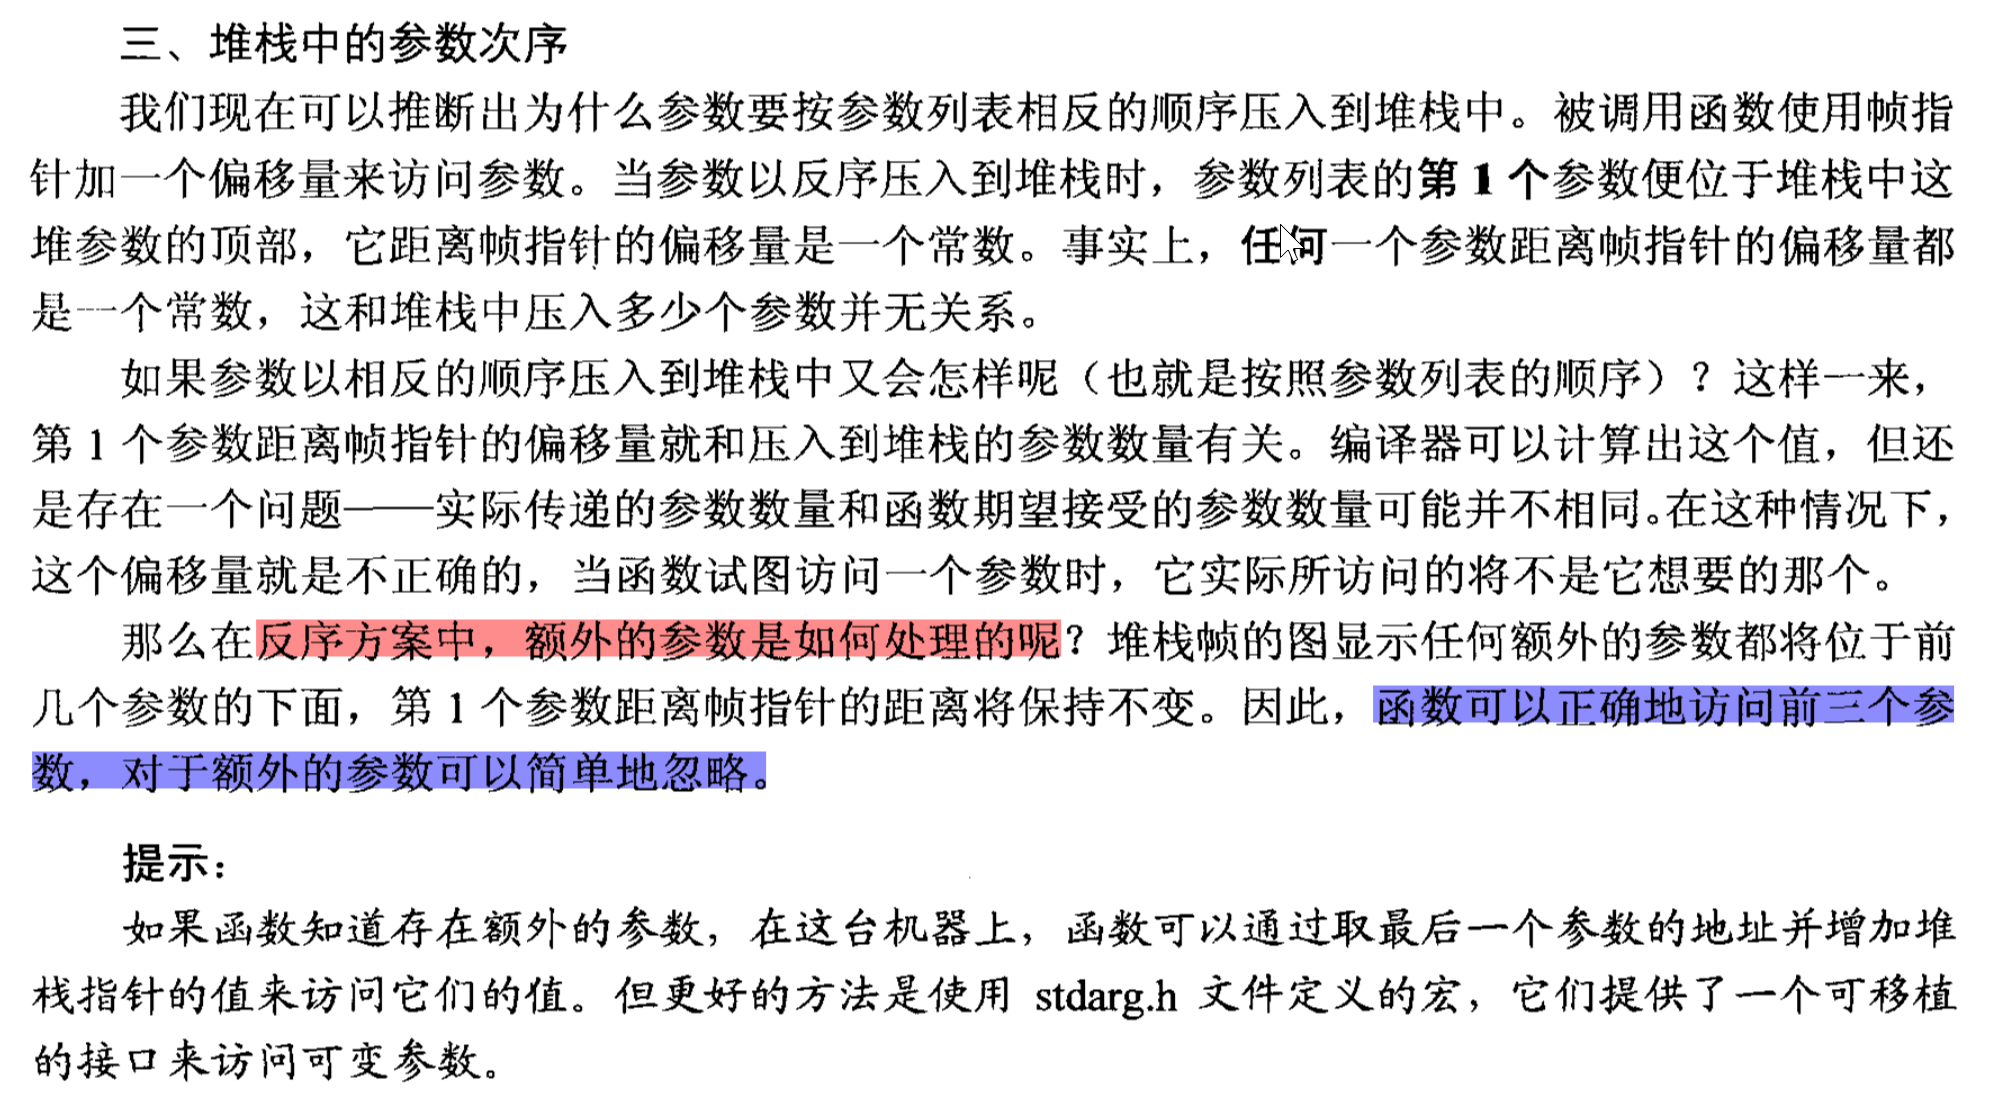 三、堆栈中的参数次序
我们现在可以推断出为什么参数要按参数列表相反的顺序压入到堆栈中。被调用函数使用帧指
针加一个偏移量来访问参数。当参数以反序压入到堆栈时，参数列表的第 1 个参数便位于堆栈中这
堆参数的顶部，它距离帧指针的偏移量是一个常数。事实上，任何一个参数距离帧指针的偏移量都
是一个常数，这和堆栈中压入多少个参数并无关系。
如果参数以相反的顺序压入到堆栈中又会怎样呢（也就是按照参数列表的顺序）？这样一来，
第 1 个参数距离帧指针的偏移量就和压入到堆栈的参数数量有关。编译器可以计算出这个值，但还
是存在一个问题——实际传递的参数数量和函数期望接受的参数数量可能并不相同。在这种情况下，
这个偏移量就是不正确的，当函数试图访问一个参数时，它实际所访问的将不是它想要的那个。
那么在反序方案中，额外的参数是如何处理的呢？堆栈帧的图显示任何额外的参数都将位于前
几个参数的下面，第 1 个参数距离帧指针的距离将保持不变。因此，函数可以正确地访问前三个参
数，对于额外的参数可以简单地忽略。
提示：
如果函数知道存在额外的参数，在这台机器上，函数可以通过取最后一个参数的地址并增加堆
栈指针的值来访问它们的值。但更好的方法是使用 stdarg.h 文件定义的宏，它们提供了一个可移植
的接口来访问可变参数。